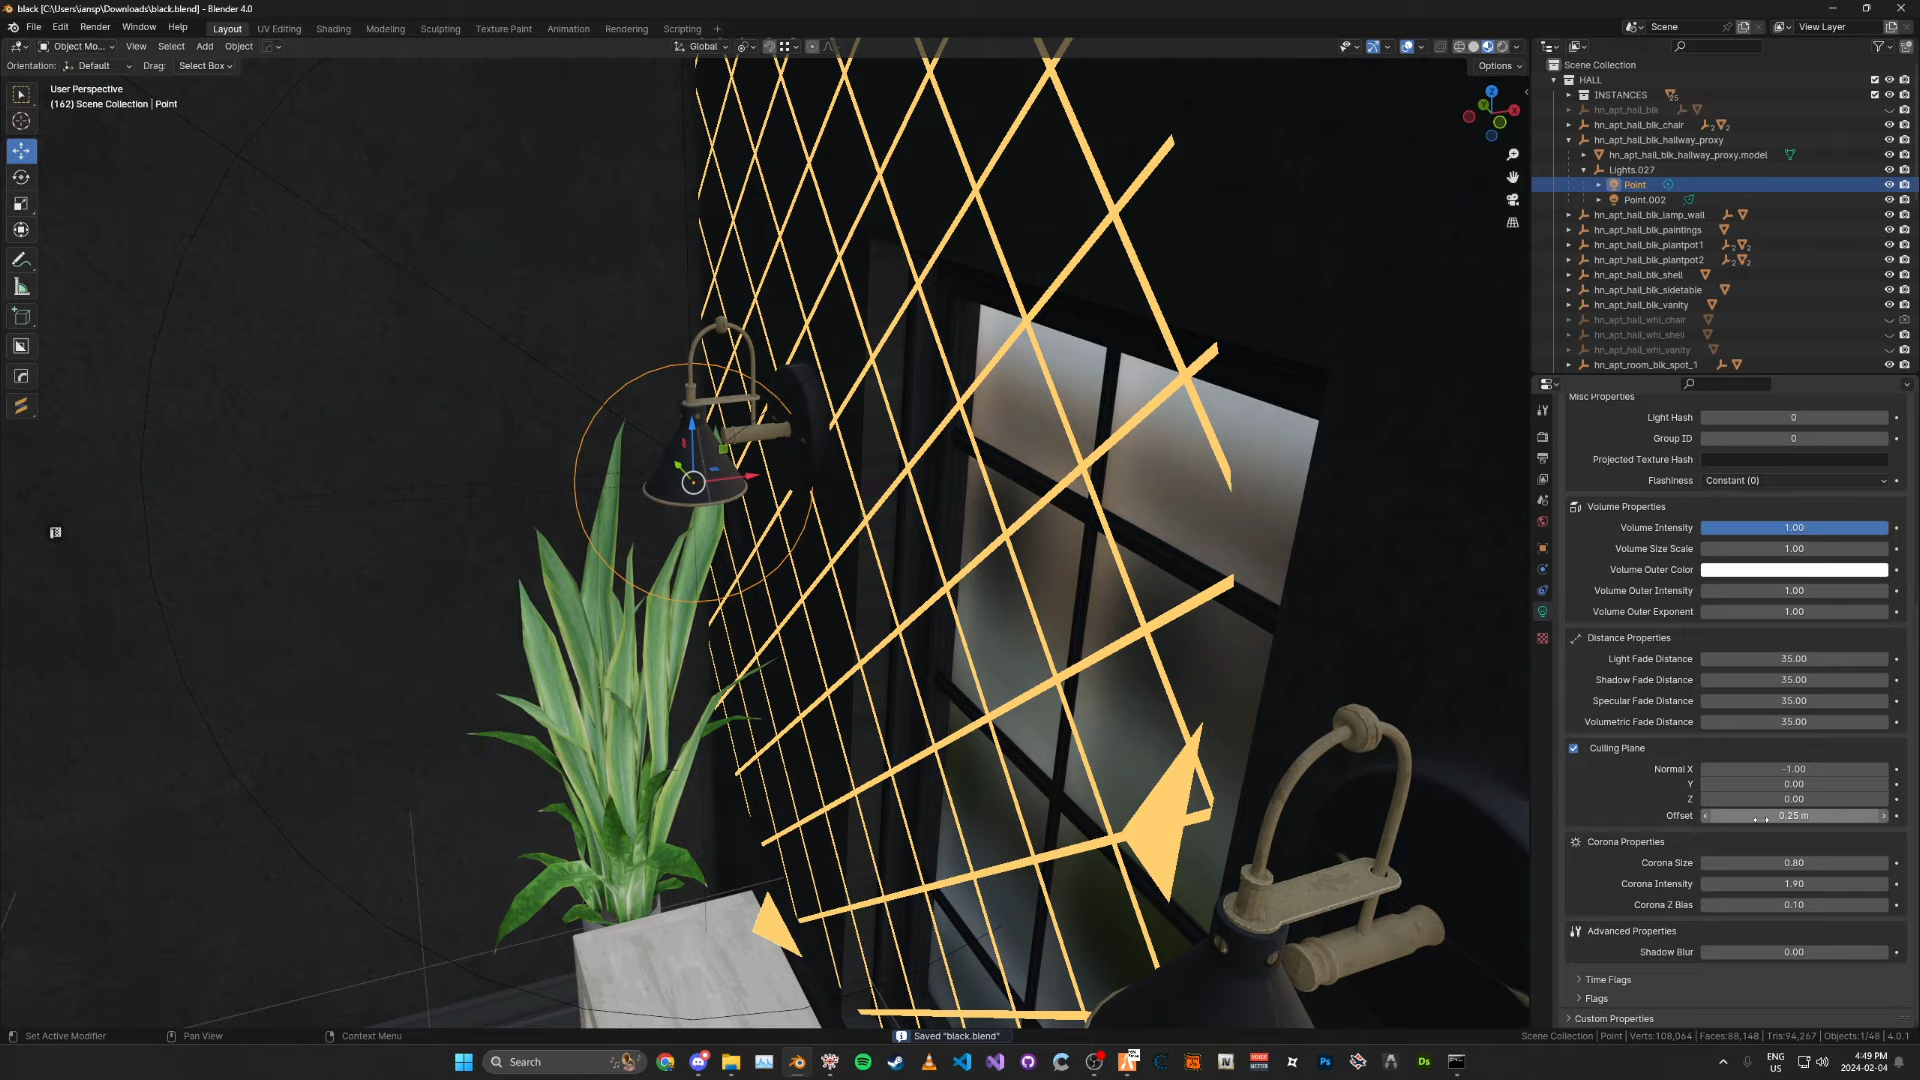 black [C:\Users\iansp\Downloads\black.blend] - Blender 4.0
File Edit Render Window Help
Layout UV Editing Shading Modeling Sculpting Texture Paint Animation Rendering Scripting +
Scene
View Layer
Object Mo...
View Select Add Object
Global
Orientation: Default Drag: Select Box
Options
User Perspective
(162) Scene Collection | Point
Z
X
Y
Scene Collection
HALL
INSTANCES 25
hn_apt_hall_blk
hn_apt_hall_blk_chair 2 2
hn_apt_hall_blk_hallway_proxy
hn_apt_hall_blk_hallway_proxy.model
Lights.027
Point
Point.002
hn_apt_hall_blk_lamp_wall
hn_apt_hall_blk_paintings
hn_apt_hall_blk_plantpot1 2 2
hn_apt_hall_blk_plantpot2 2 2
hn_apt_hall_blk_shell
hn_apt_hall_blk_sidetable
hn_apt_hall_blk_vanity
hn_apt_hall_whi_chair
hn_apt_hall_whi_shell
hn_apt_hall_whi_vanity
hn_apt_room_blk_spot_1
Misc Properties
Light Hash 0
Group ID 0
Projected Texture Hash
Flashiness Constant (0)
Volume Properties
Volume Intensity 1.00
Volume Size Scale 1.00
Volume Outer Color
Volume Outer Intensity 1.00
Volume Outer Exponent 1.00
Distance Properties
Light Fade Distance 35.00
Shadow Fade Distance 35.00
Specular Fade Distance 35.00
Volumetric Fade Distance 35.00
Culling Plane
Normal X -1.00
Y 0.00
Z 0.00
Offset 0.25 m
Corona Properties
Corona Size 0.80
Corona Intensity 1.90
Corona Z Bias 0.10
Advanced Properties
Shadow Blur 0.00
Time Flags
Flags
Custom Properties
Set Active Modifier Pan View Context Menu Saved "black.blend" Scene Collection | Point | Verts:108,064 | Faces:88,148 | Tris:94,267 | Objects:1/48 | 4.0.1
Search
Ps
Ds
ENG
US
4:49 PM
2024-02-04